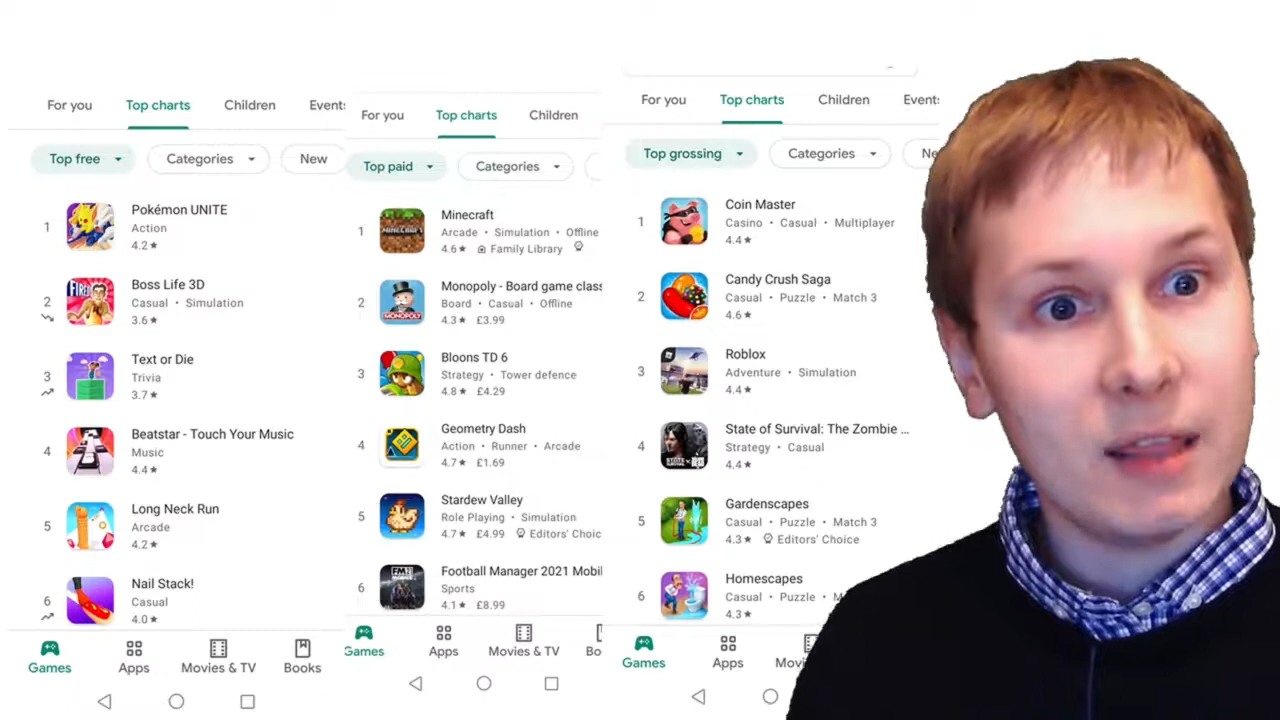 For you
Top charts
Children
Events
Top free
Categories
New
1
Pokémon UNITE
Action
4.2★
2
Boss Life 3D
Casual • Simulation
3.6★
3
Text or Die
Trivia
3.7★
4
Beatstar - Touch Your Music
Music
4.4★
5
Long Neck Run
Arcade
4.2★
6
Nail Stack!
Casual
4.0★
Games
Apps
Movies & TV
Books
For you
Top charts
Children
Top paid
Categories
1
MINECRAFT
Minecraft
Arcade • Simulation • Offline
4.6★ Family Library
2
MONOPOLY
Monopoly - Board game class
Board • Casual • Offline
4.3★ £3.99
3
Bloons TD 6
Strategy • Tower defence
4.8★ £4.29
4
Geometry Dash
Action • Runner • Arcade
4.7★ £1.69
5
Stardew Valley
Role Playing • Simulation
4.7★ £4.99 Editors' Choic
6
Football Manager 2021 Mobil
Sports
4.1★ £8.99
Games
Apps
Movies & TV
Bo
For you
Top charts
Children
Events
Top grossing
Categories
Ne
1
Coin Master
Casino • Casual • Multiplayer
4.4★
2
Candy Crush Saga
Casual • Puzzle • Match 3
4.6★
3
Roblox
Adventure • Simulation
4.4★
4
State of Survival: The Zombie ...
Strategy • Casual
4.4★
5
Gardenscapes
Casual • Puzzle • Match 3
4.3★ Editors' Choice
6
Homescapes
Casual • Puzzle • M
4.3★
Games
Apps
Movi